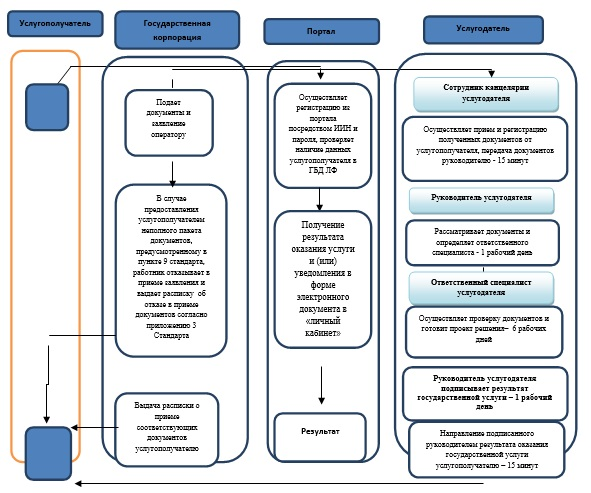 Услугополучатель
Государственная
корпорация
Портал
Услугодатель
Подает
документы и
заявление
оператору
В случае
предоставления
услугополучателем
неполного пакета
документов,
предусмотренному в
пункте 9 стандарта,
работник отказывает в
приеме заявления и
выдает расписку об
отказе в приеме
документов согласно
приложению 3
Стандарта
Выдача расписки о
приеме
соответствующих
документов
услугополучателю
Осуществляет
регистрацию из
портала
посредством ИИН и
пароля, проверяет
наличие данных
услугополучателя в
ГБД ЛФ
Получение
результата
оказания услуги
и (или)
уведомления в
форме
электронного
документа в
«личный
кабинет»
Результат
Сотрудник канцелярии
услугодателя
Осуществляет прием и регистрацию
полученных документов от
услугополучателя, передача документов
руководителю - 15 минут
Руководитель услугодателя
Рассматривает документы и
определяет ответственного
специалиста - 1 рабочий день
Ответственный специалист
услугодателя
Осуществляет проверку документов и
готовит проект решения– 6 рабочих
дней
Руководитель услугодателя
подписывает результат
государственной услуги – 1 рабочий
день
Направление подписанного
руководителем результата оказания
государственной услуги
услугополучателю – 15 минут